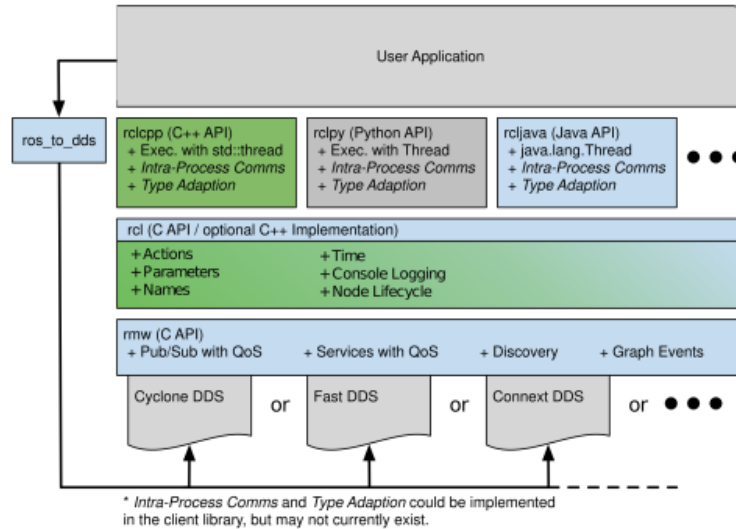 User Application
ros_to_dds
rclcpp (C++ API)
+ Exec. with std::thread
+ Intra-Process Comms
+ Type Adaption
rclpy (Python API)
+ Exec. with Thread
+ Intra-Process Comms
+ Type Adaption
rcljava (Java API)
+ java.lang.Thread
+ Intra-Process Comms
+ Type Adaption
rcl (C API / optional C++ Implementation)
+Actions
+Parameters
+Names
+Time
+Console Logging
+Node Lifecycle
rmw (C API)
+ Pub/Sub with QoS + Services with QoS + Discovery + Graph Events
Cyclone DDS or Fast DDS or Connext DDS or
* Intra-Process Comms and Type Adaption could be implemented
in the client library, but may not currently exist.